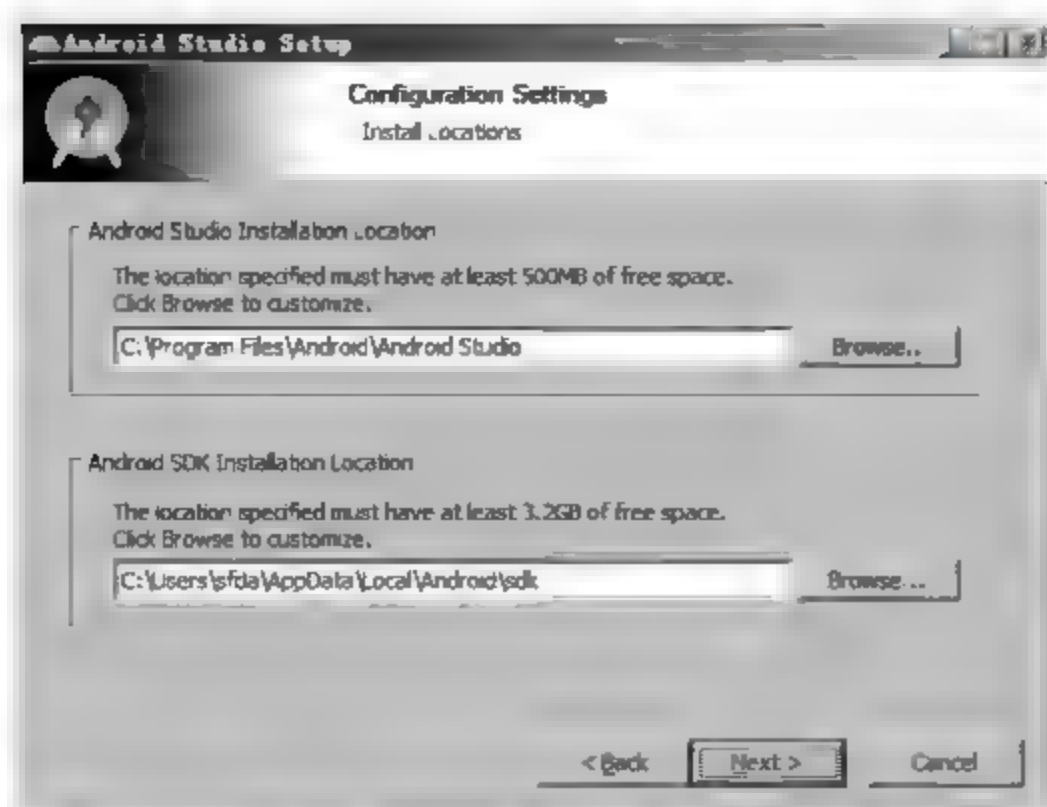 Android Studio Setup
Configuration Settings
Install Locations
Android Studio Installation Location
The location specified must have at least 500MB of free space.
Click Browse to customize.
C:\Program Files\Android\Android Studio
Browse...
Android SDK Installation Location
The location specified must have at least 3.2GB of free space.
Click Browse to customize.
C:\Users\sfda\AppData\Local\Android\sdk
Browse...
< Back
Next >
Cancel